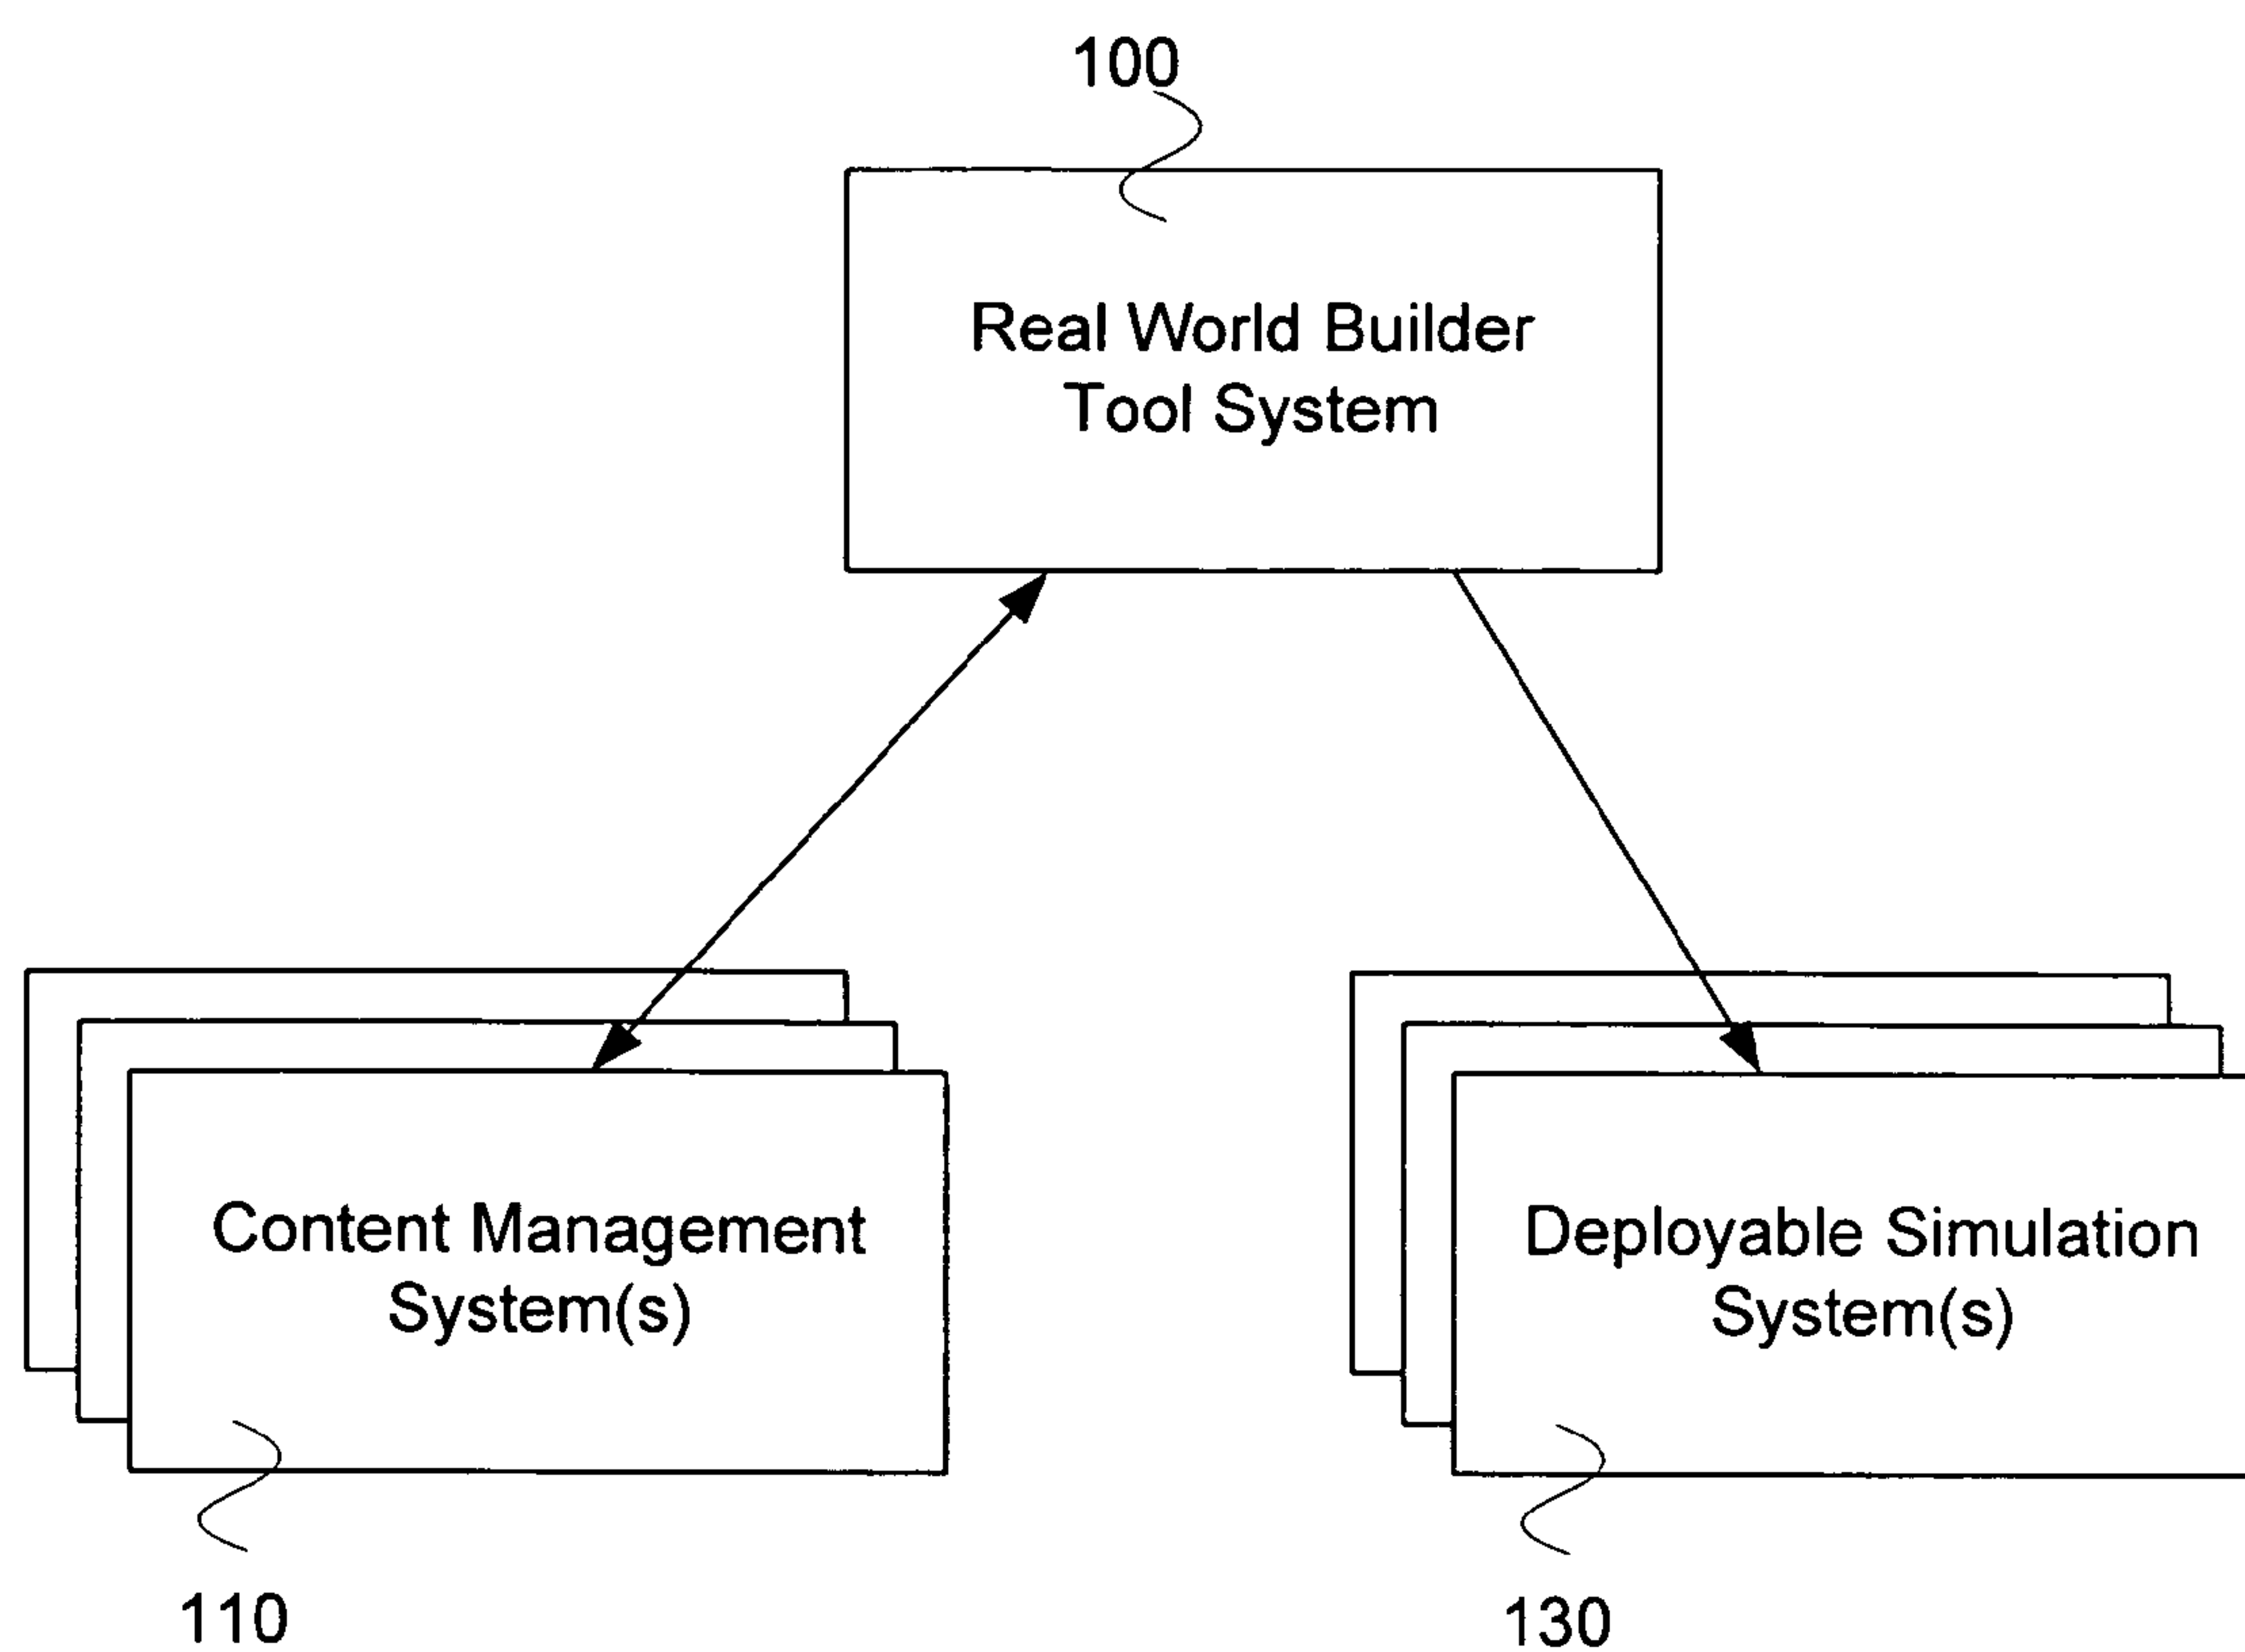 100
Real World Builder
Tool System
Content Management
System(s)
Deployable Simulation
System(s)
110
130